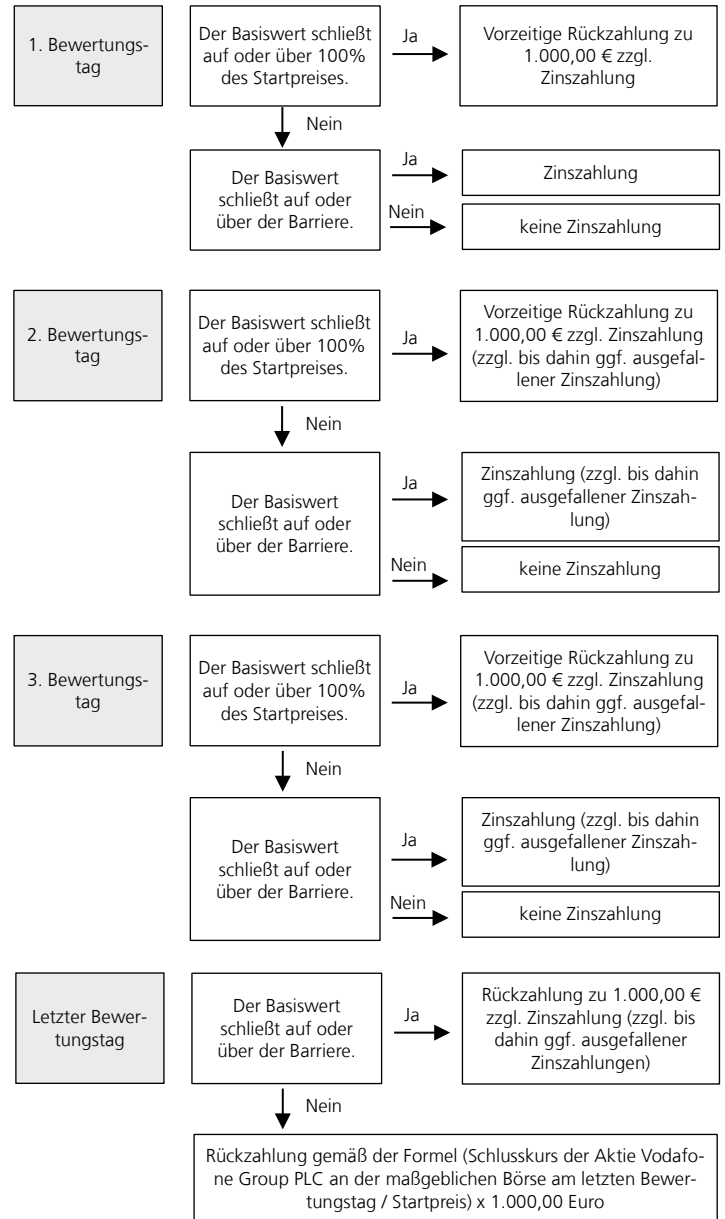 1. Bewertungs-
tag
Der Basiswert schließt
auf oder über 100%
des Startpreises.
Ja
Vorzeitige Rückzahlung zu
1.000,00 € zzgl.
Zinszahlung
Nein
Der Basiswert
schließt auf oder
über der Barriere.
Ja
Zinszahlung
Nein
keine Zinszahlung
2. Bewertungs-
tag
Der Basiswert schließt
auf oder über 100%
des Startpreises.
Ja
Vorzeitige Rückzahlung zu
1.000,00 € zzgl. Zinszahlung
(zzgl. bis dahin ggf. ausgefal-
lener Zinszahlung)
Nein
Der Basiswert
schließt auf oder
über der Barriere.
Ja
Zinszahlung (zzgl. bis dahin
ggf. ausgefallener Zinszah-
lung)
Nein
keine Zinszahlung
3. Bewertungs-
tag
Der Basiswert schließt
auf oder über 100%
des Startpreises.
Ja
Vorzeitige Rückzahlung zu
1.000,00 € zzgl. Zinszahlung
(zzgl. bis dahin ggf. ausgefal-
lener Zinszahlung)
Nein
Der Basiswert
schließt auf oder
über der Barriere.
Ja
Zinszahlung (zzgl. bis dahin
ggf. ausgefallener Zinszah-
lung)
Nein
keine Zinszahlung
Letzter Bewer-
tungstag
Der Basiswert
schließt auf oder
über der Barriere.
Ja
Rückzahlung zu 1.000,00 €
zzgl. Zinszahlung (zzgl. bis
dahin ggf. ausgefallener
Zinszahlungen)
Nein
Rückzahlung gemäß der Formel (Schlusskurs der Aktie Vodafo-
ne Group PLC an der maßgeblichen Börse am letzten Bewer-
tungstag / Startpreis) x 1.000,00 Euro